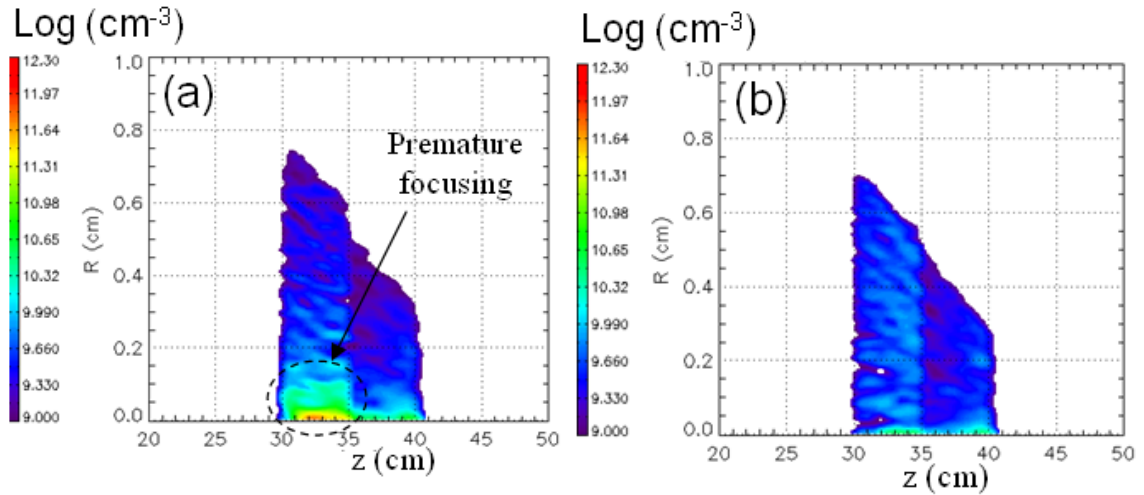 Log (cm-3)
12.30
11.97
11.64
11.31
10.98
10.65
10.32
9.990
9.660
9.330
9.000
1.0
0.8
0.6
0.4
0.2
0.0
R (cm)
(a)
Premature
focusing
20 25 30 35 40 45 50
z (cm)
Log (cm-3)
12.30
11.97
11.64
11.31
10.98
10.65
10.32
9.990
9.660
9.330
9.000
1.0
0.8
0.6
0.4
0.2
0.0
R (cm)
(b)
20 25 30 35 40 45 50
z (cm)